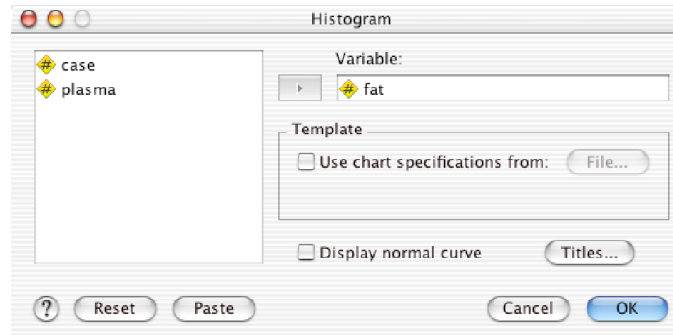 Histogram
case
plasma
Variable:
fat
Template
Use chart specifications from:
File...
Display normal curve
Titles...
? Reset Paste Cancel OK